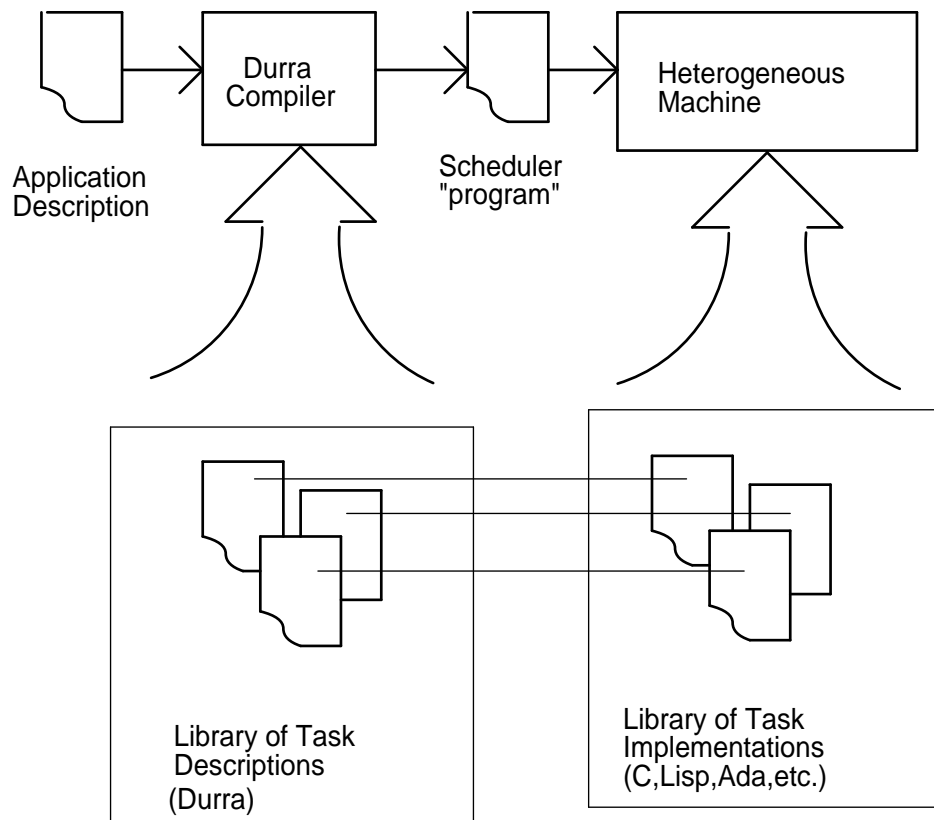 Durra
Compiler
Heterogeneous
Machine
Application
Description
Scheduler
"program"
Library of Task
Descriptions
(Durra)
Library of Task
Implementations
(C,Lisp,Ada,etc.)